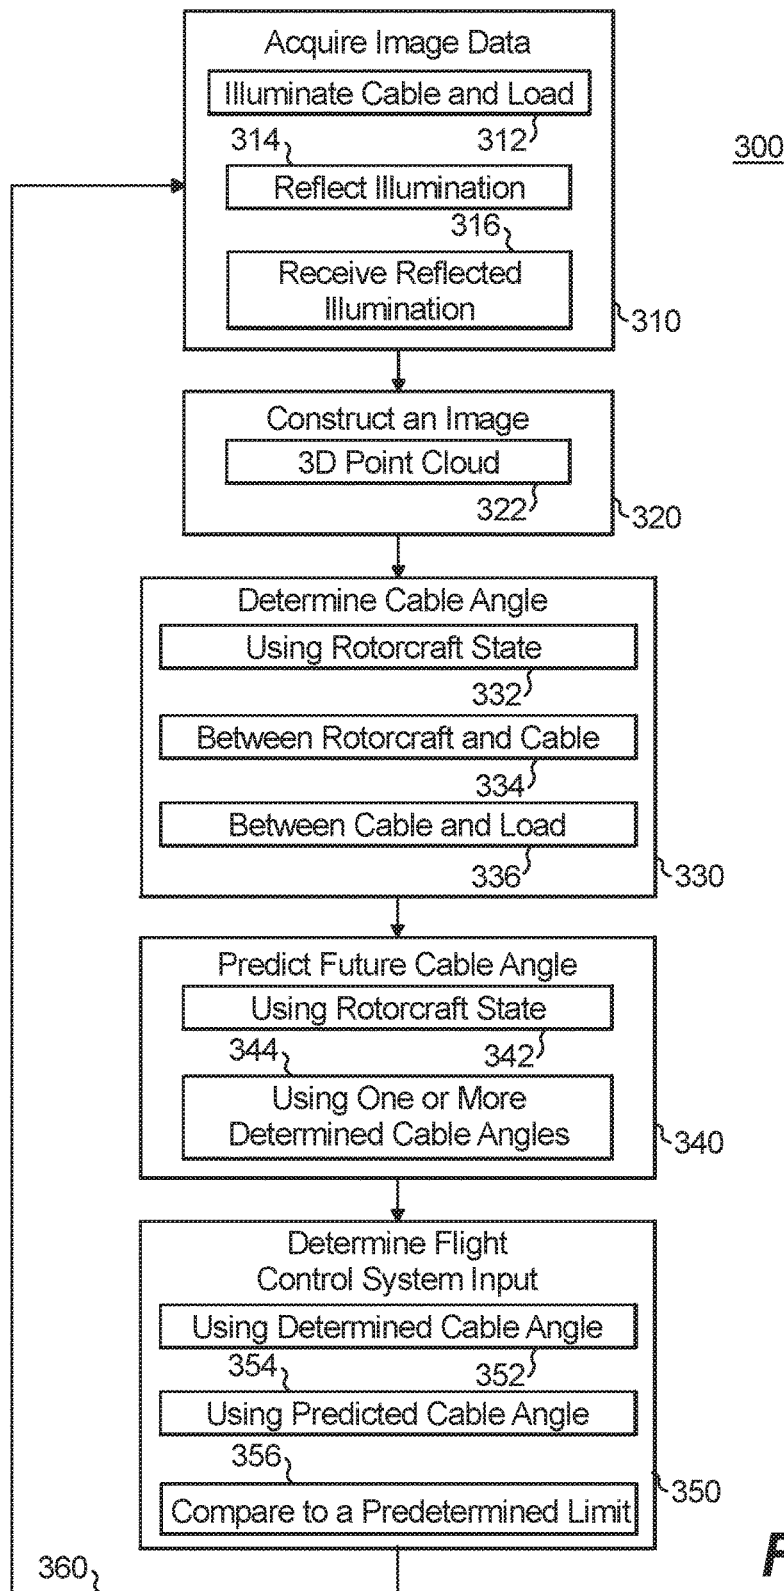 Acquire Image Data
Illuminate Cable and Load
314
312
300
Reflect Illumination
316
Receive Reflected
Illumination
310
Construct an Image
3D Point Cloud
322
320
Determine Cable Angle
Using Rotorcraft State
332
Between Rotorcraft and Cable
334
Between Cable and Load
336
330
Predict Future Cable Angle
Using Rotorcraft State
344
342
Using One or More
Determined Cable Angles
340
Determine Flight
Control System Input
Using Determined Cable Angle
354
352
Using Predicted Cable Angle
356
350
Compare to a Predetermined Limit
360